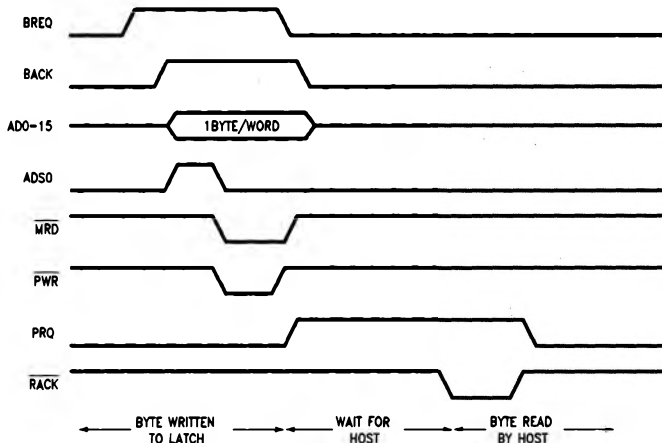 BREQ
BACK
AD0-15
1BYTE/WORD
ADS0
MRD
PWR
PRQ
RACK
BYTE WRITTEN
TO LATCH
WAIT FOR
HOST
BYTE READ
BY HOST